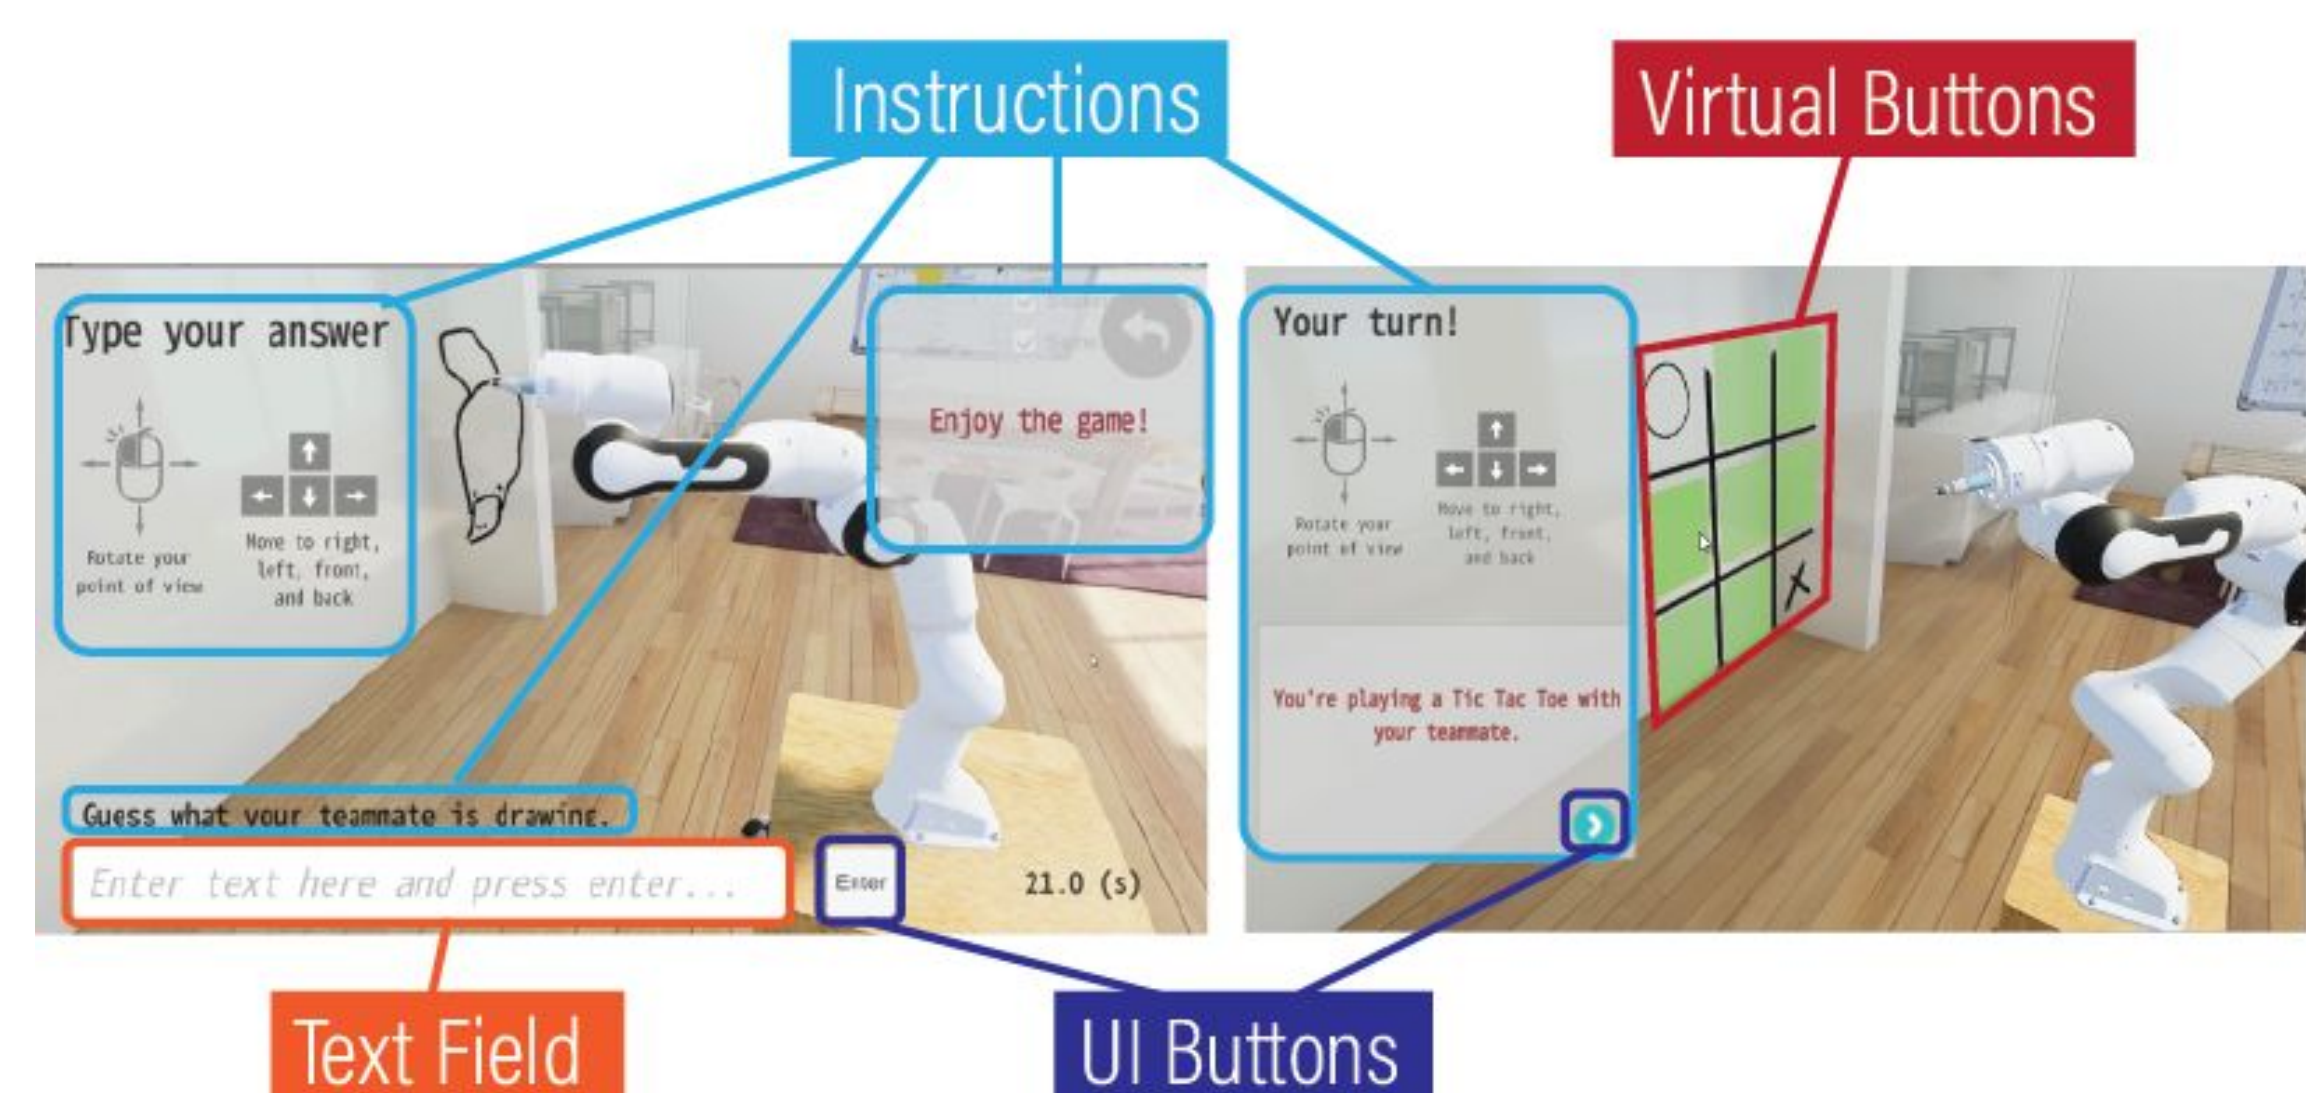 Instructions
Virtual Buttons
Type your answer
Rotate your
point of view
Move to right,
left, front,
and back
Enjoy the game!
Guess what your teammate is drawing.
Enter text here and press enter...
Enter
21.0 (s)
Your turn!
Rotate your
point of view
Move to right,
left, front,
and back
X
You're playing a Tic Tac Toe with
your teammate.
Text Field
UI Buttons